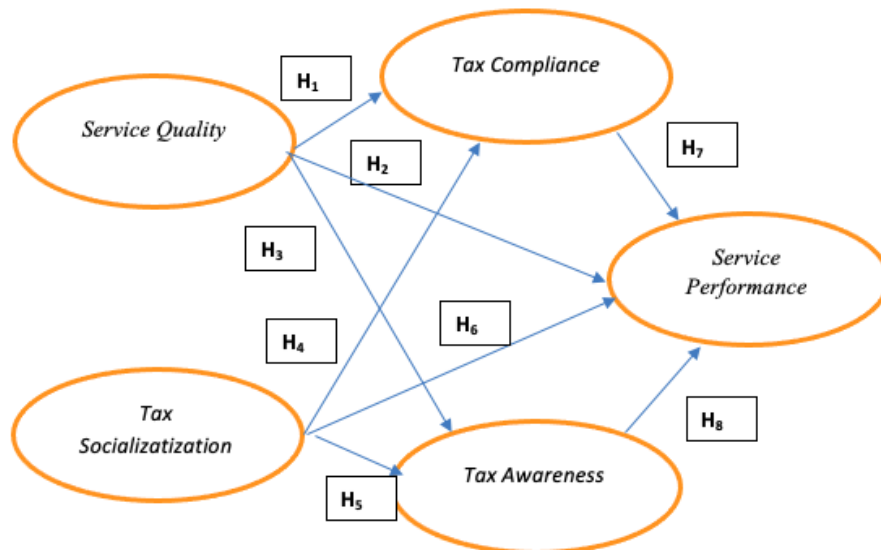 Tax Compliance
H₁
Service Quality
H₂
H₇
H₃
Service
Performance
H₆
H₄
Tax
Socializatization
H₈
Tax Awareness
H₅